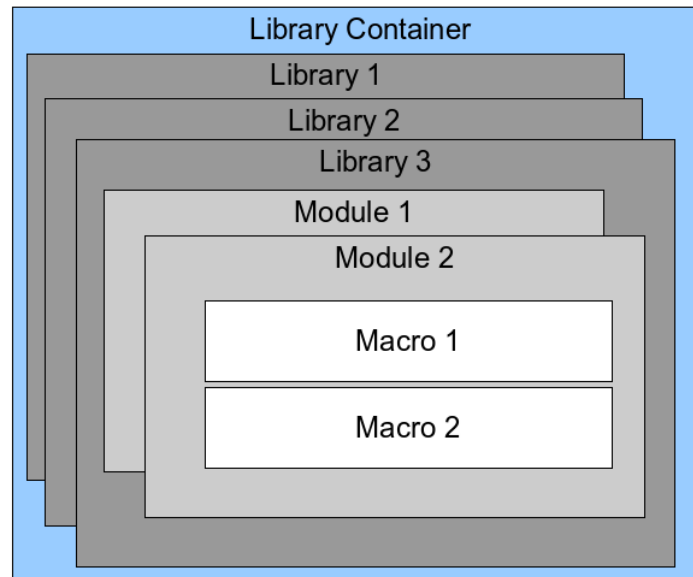 Library Container
Library 1
Library 2
Library 3
Module 1
Module 2
Macro 1
Macro 2